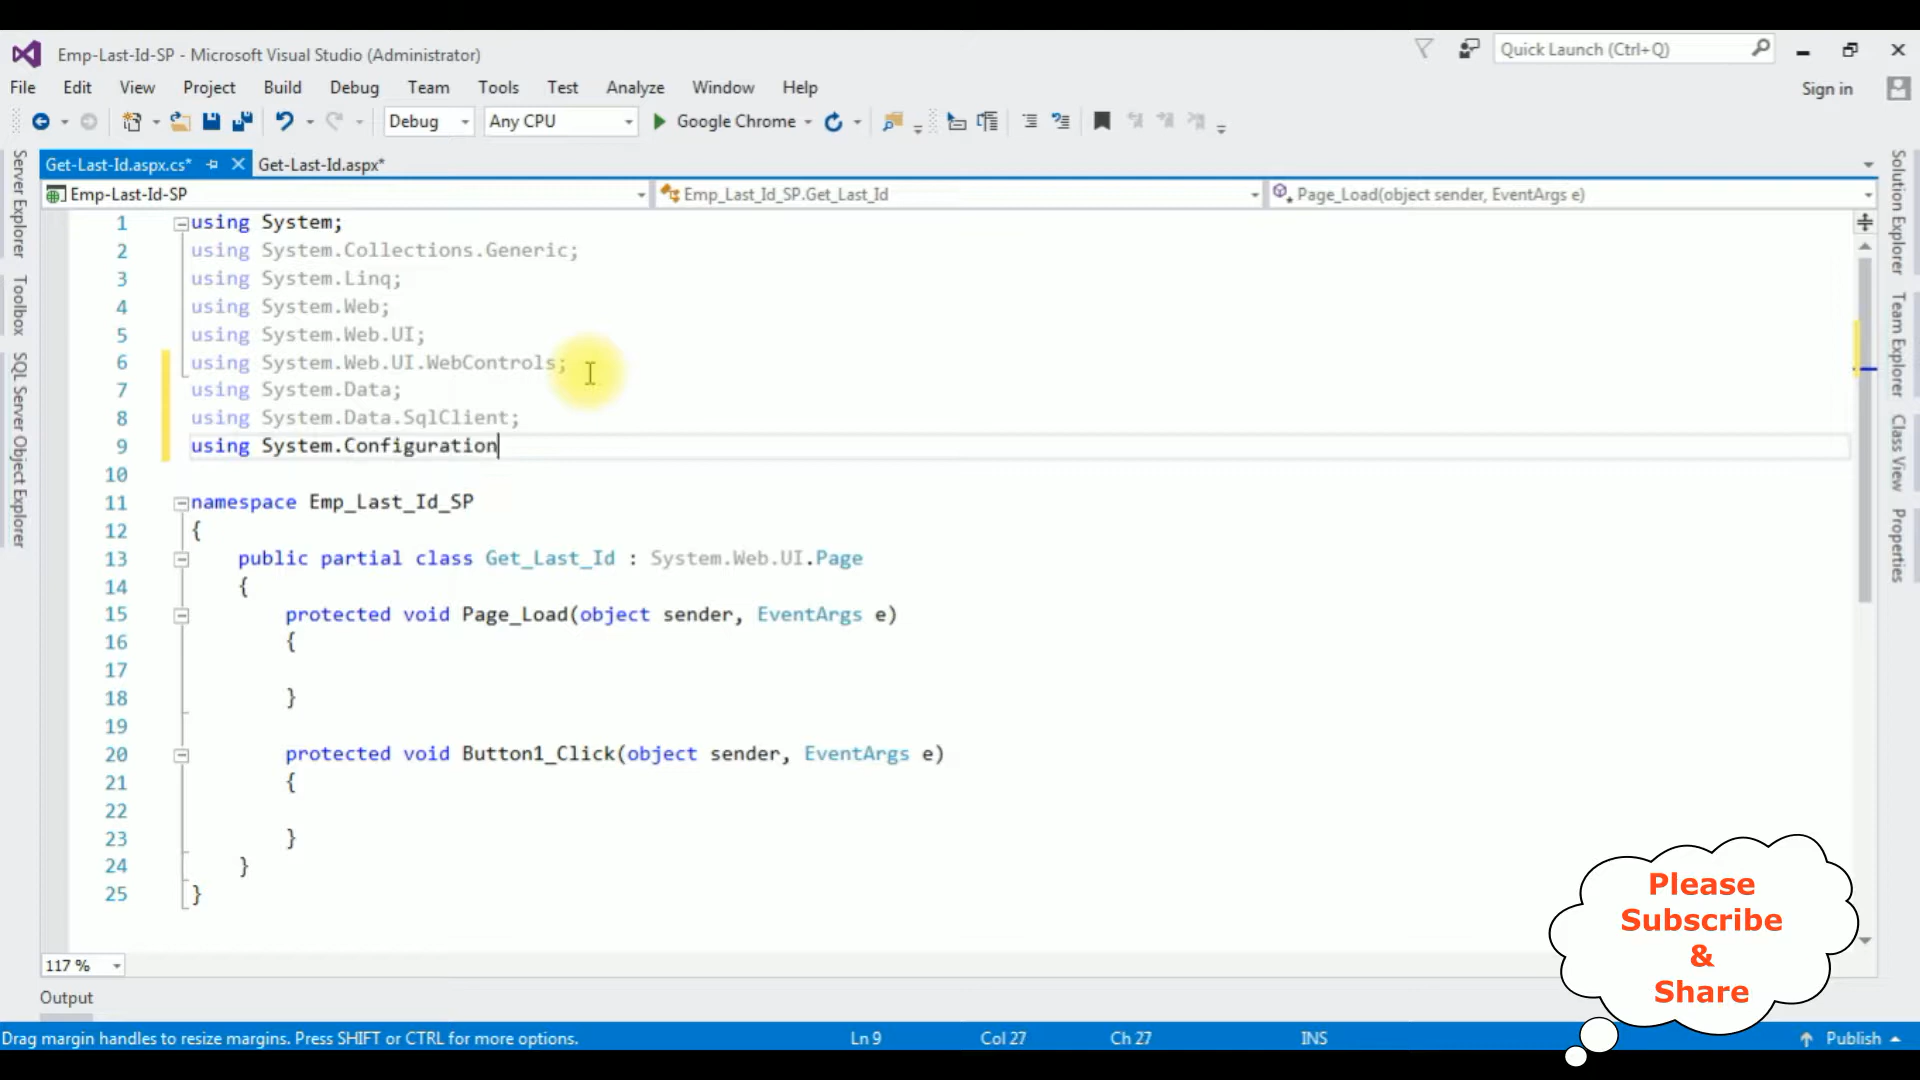 Emp-Last-Id-SP - Microsoft Visual Studio (Administrator)
Quick Launch (Ctrl+Q)
File Edit View Project Build Debug Team Tools Test Analyze Window Help
Sign in
Debug Any CPU Google Chrome
Get-Last-Id.aspx.cs* Get-Last-Id.aspx*
Emp-Last-Id-SP Emp_Last_Id_SP.Get_Last_Id Page_Load(object sender, EventArgs e)
Server Explorer
Toolbox
SQL Server Object Explorer
1 using System;
2 using System.Collections.Generic;
3 using System.Linq;
4 using System.Web;
5 using System.Web.UI;
6 using System.Web.UI.WebControls;
7 using System.Data;
8 using System.Data.SqlClient;
9 using System.Configuration
10
11 namespace Emp_Last_Id_SP
12 {
13 public partial class Get_Last_Id : System.Web.UI.Page
14 {
15 protected void Page_Load(object sender, EventArgs e)
16 {
17
18 }
19
20 protected void Button1_Click(object sender, EventArgs e)
21 {
22
23 }
24 }
25 }
Solution Explorer
Team Explorer
Class View
Properties
Please
Subscribe
&
Share
117 %
Output
Drag margin handles to resize margins. Press SHIFT or CTRL for more options. Ln 9 Col 27 Ch 27 INS Publish